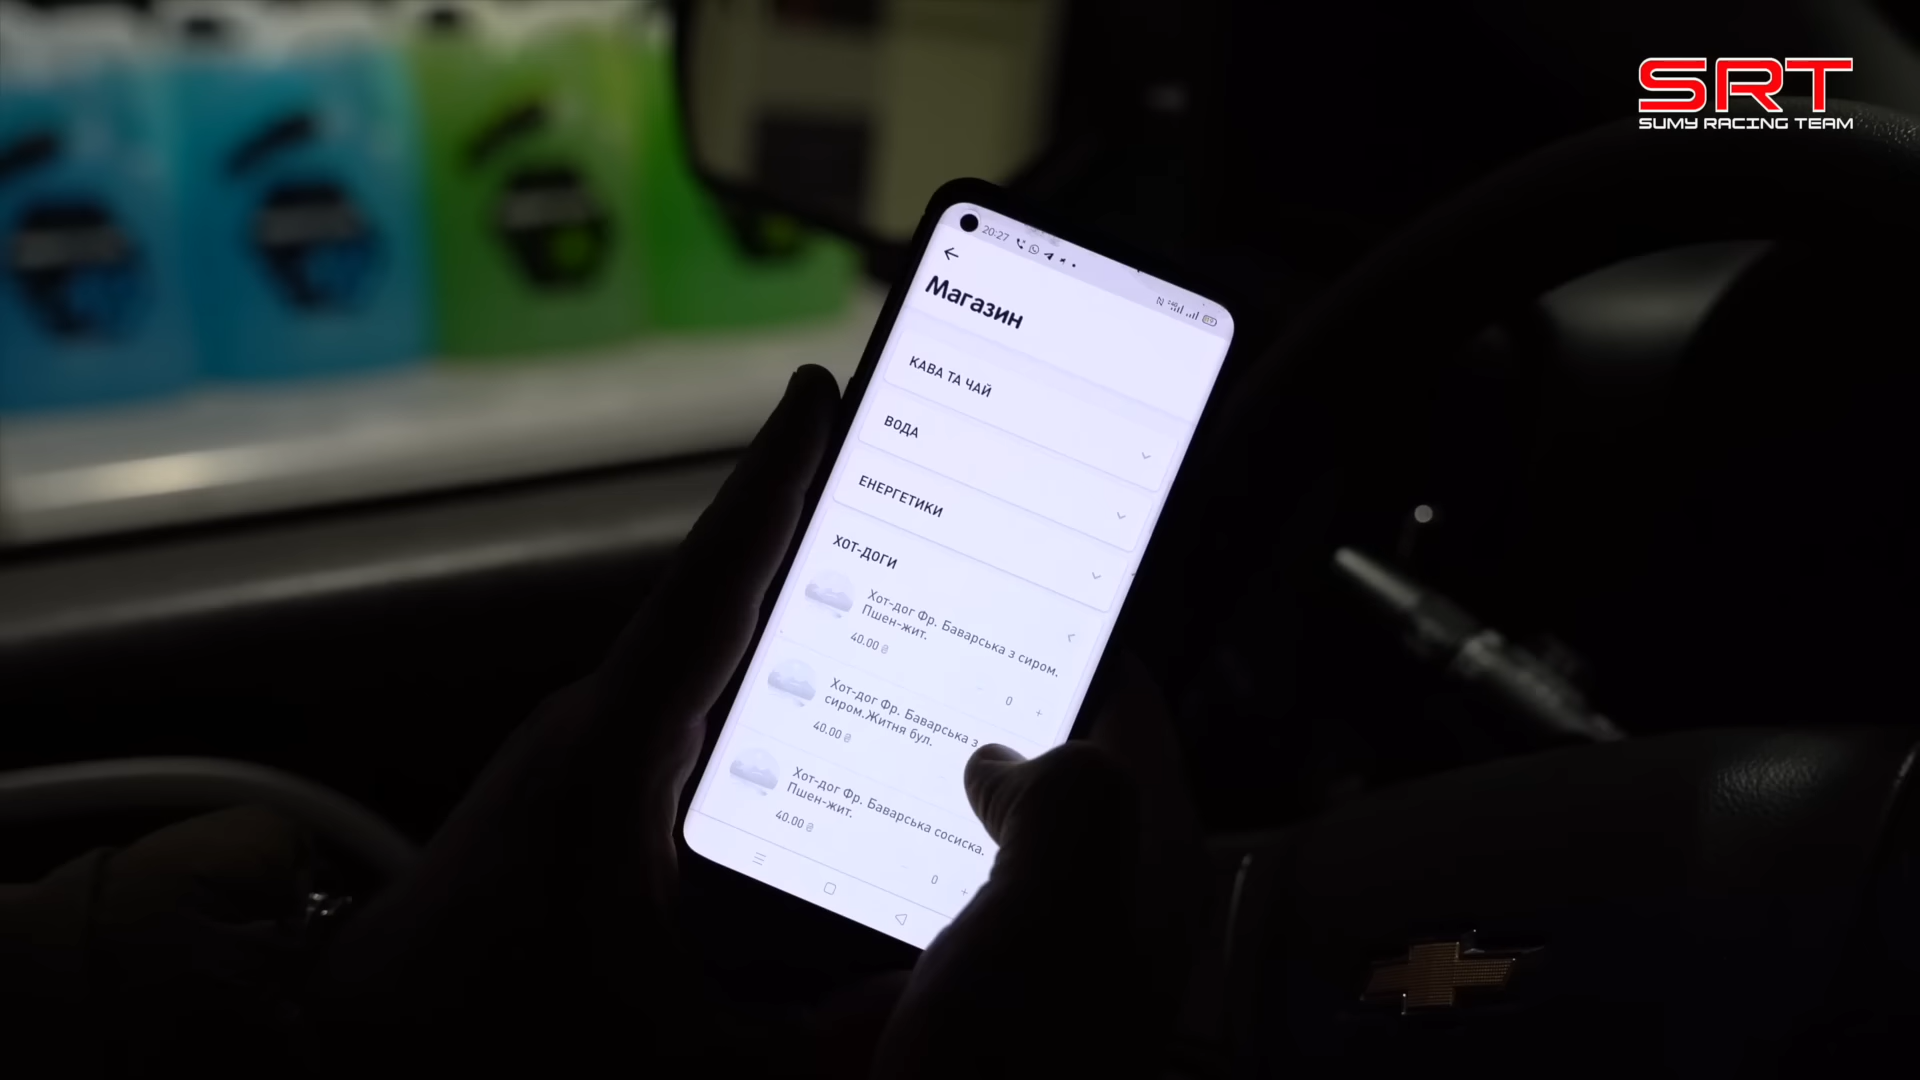 SRT
SUMY RACING TEAM
20:27
Магазин
КАВА ТА ЧАЙ
ВОДА
ЕНЕРГЕТИКИ
ХОТ-ДОГИ
Хот-дог Фр. Баварська з сиром.
Пшен-жит.
40.00 ₴
0 +
Хот-дог Фр. Баварська з
сиром.Житня бул.
40.00 ₴
Хот-дог Фр. Баварська сосиска.
Пшен-жит.
40.00 ₴
0 +